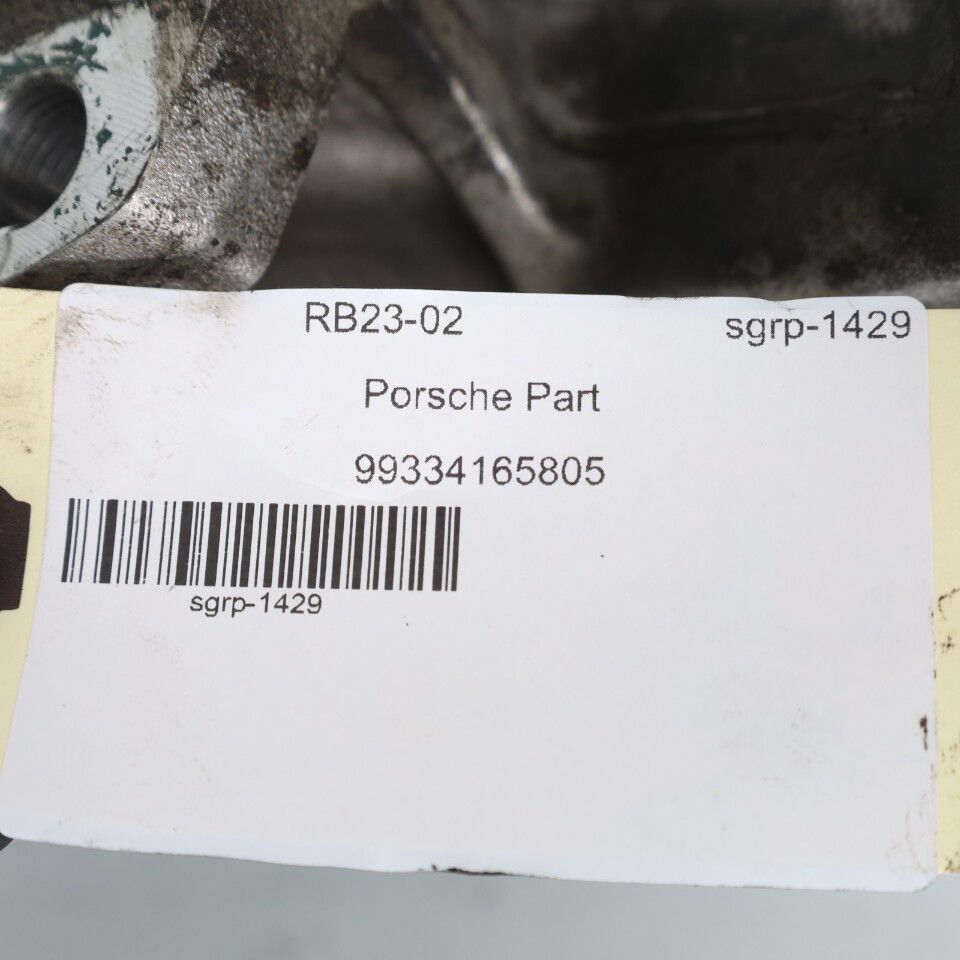 RB23-02 sgrp-1429
Porsche Part
99334165805
sgrp-1429